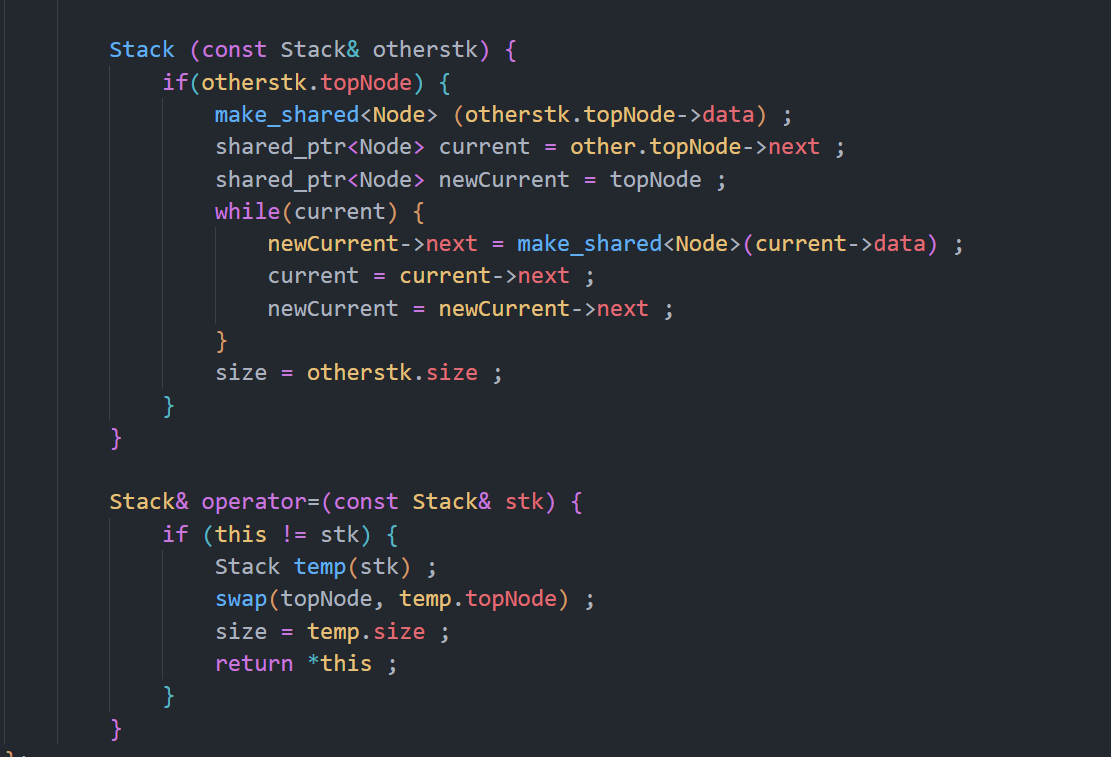 Stack (const Stack& otherstk) {
if(otherstk.topNode) {
make_shared<Node> (otherstk.topNode->data) ;
shared_ptr<Node> current = other.topNode->next ;
shared_ptr<Node> newCurrent = topNode ;
while(current) {
newCurrent->next = make_shared<Node>(current->data) ;
current = current->next ;
newCurrent = newCurrent->next ;
}
size = otherstk.size ;
}
}
Stack& operator=(const Stack& stk) {
if (this != stk) {
Stack temp(stk) ;
swap(topNode, temp.topNode) ;
size = temp.size ;
return *this ;
}
}